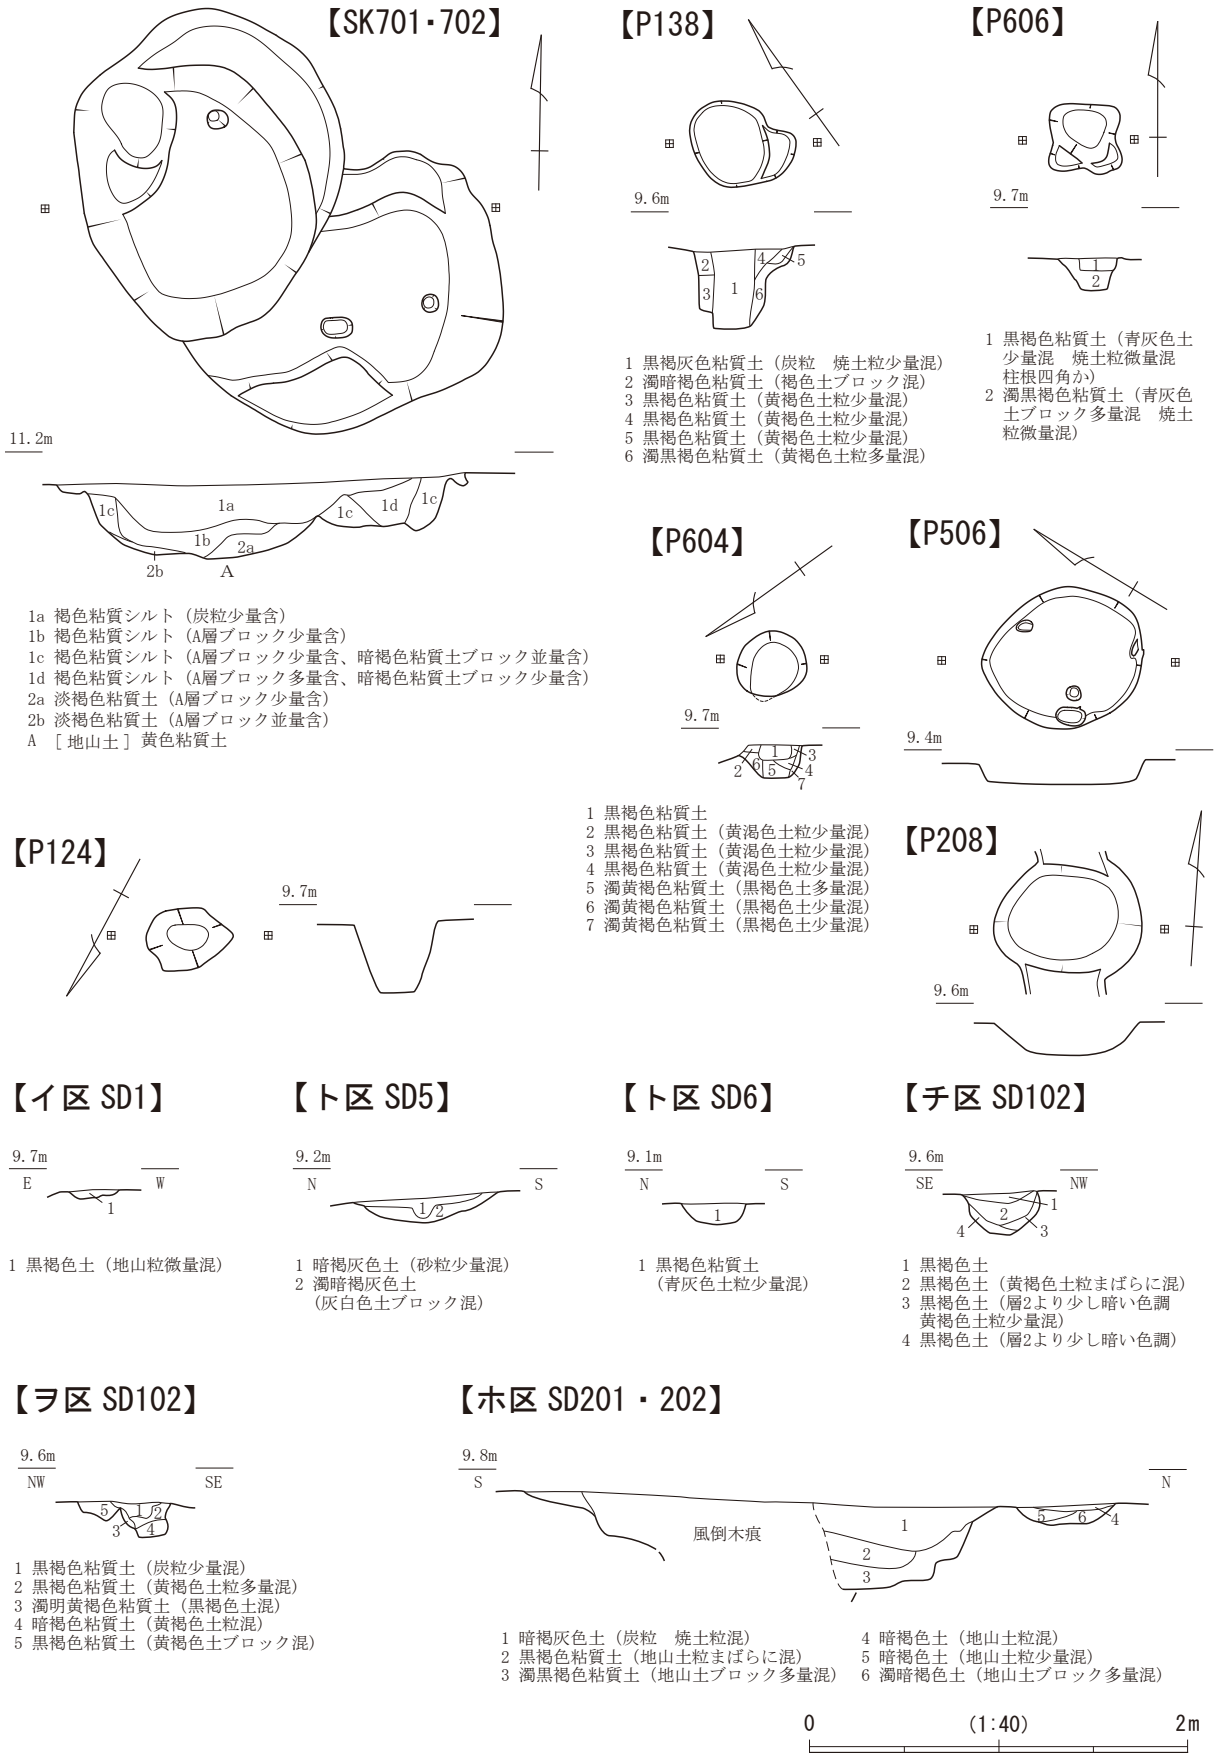 【SK701・702】
11.2m
1a
1b
1c
1c
1d
1c
2a
2b
A
1a 褐色粘質シルト（炭粒少量含）
1b 褐色粘質シルト（A層ブロック少量含）
1c 褐色粘質シルト（A層ブロック少量含、暗褐色粘質土ブロック並量含）
1d 褐色粘質シルト（A層ブロック多量含、暗褐色粘質土ブロック少量含）
2a 淡褐色粘質土（A層ブロック少量含）
2b 淡褐色粘質土（A層ブロック並量含）
A ［地山土］黄色粘質土
【P138】
9.6m
2
3
1
4
5
6
1 黒褐灰色粘質土（炭粒　焼土粒少量混）
2 濁暗褐色粘質土（褐色土ブロック混）
3 黒褐色粘質土（黄褐色土粒少量混）
4 黒褐色粘質土（黄褐色土粒少量混）
5 黒褐色粘質土（黄褐色土粒少量混）
6 濁黒褐色粘質土（黄褐色土粒多量混）
【P606】
9.7m
1
2
1 黒褐色粘質土（青灰色土
少量混　焼土粒微量混
柱根四角か）
2 濁黒褐色粘質土（青灰色
土ブロック多量混　焼土
粒微量混）
【P604】
9.7m
1
2
3
4
5
6
7
1 黒褐色粘質土
2 黒褐色粘質土（黄渇色土粒少量混）
3 黒褐色粘質土（黄渇色土粒少量混）
4 黒褐色粘質土（黄渇色土粒少量混）
5 濁黄褐色粘質土（黒褐色土多量混）
6 濁黄褐色粘質土（黒褐色土少量混）
7 濁黄褐色粘質土（黒褐色土少量混）
【P506】
9.4m
【P124】
9.7m
【P208】
9.6m
【イ区 SD1】
9.7m
E
W
1
1 黒褐色土（地山粒微量混）
【ト区 SD5】
9.2m
N
S
1
2
1 暗褐灰色土（砂粒少量混）
2 濁暗褐灰色土
（灰白色土ブロック混）
【ト区 SD6】
9.1m
N
S
1
1 黒褐色粘質土
（青灰色土粒少量混）
【チ区 SD102】
9.6m
SE
NW
1
2
3
4
1 黒褐色土
2 黒褐色土（黄褐色土粒まばらに混）
3 黒褐色土（層2より少し暗い色調
黄褐色土粒少量混）
4 黒褐色土（層2より少し暗い色調）
【ヲ区 SD102】
9.6m
NW
SE
5
1
2
3
4
1 黒褐色粘質土（炭粒少量混）
2 黒褐色粘質土（黄褐色土粒多量混）
3 濁明黄褐色粘質土（黒褐色土混）
4 暗褐色粘質土（黄褐色土粒混）
5 黒褐色粘質土（黄褐色土ブロック混）
【ホ区 SD201・202】
9.8m
S
N
風倒木痕
1
2
3
5
6
4
1 暗褐灰色土（炭粒　焼土粒混）
2 黒褐色粘質土（地山土粒まばらに混）
3 濁黒褐色粘質土（地山土ブロック多量混）
4 暗褐色土（地山土粒混）
5 暗褐色土（地山土粒少量混）
6 濁暗褐色土（地山土ブロック多量混）
0
(1:40)
2m